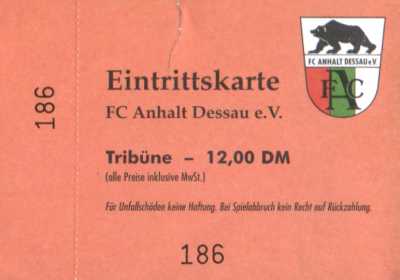 186
Eintrittskarte
FC Anhalt Dessau e.V.
FC ANHALT DESSAU e.V.
FAC
Tribüne – 12,00 DM
(alle Preise inklusive MwSt.)
Für Unfallschäden keine Haftung. Bei Spielabbruch kein Recht auf Rückzahlung.
186